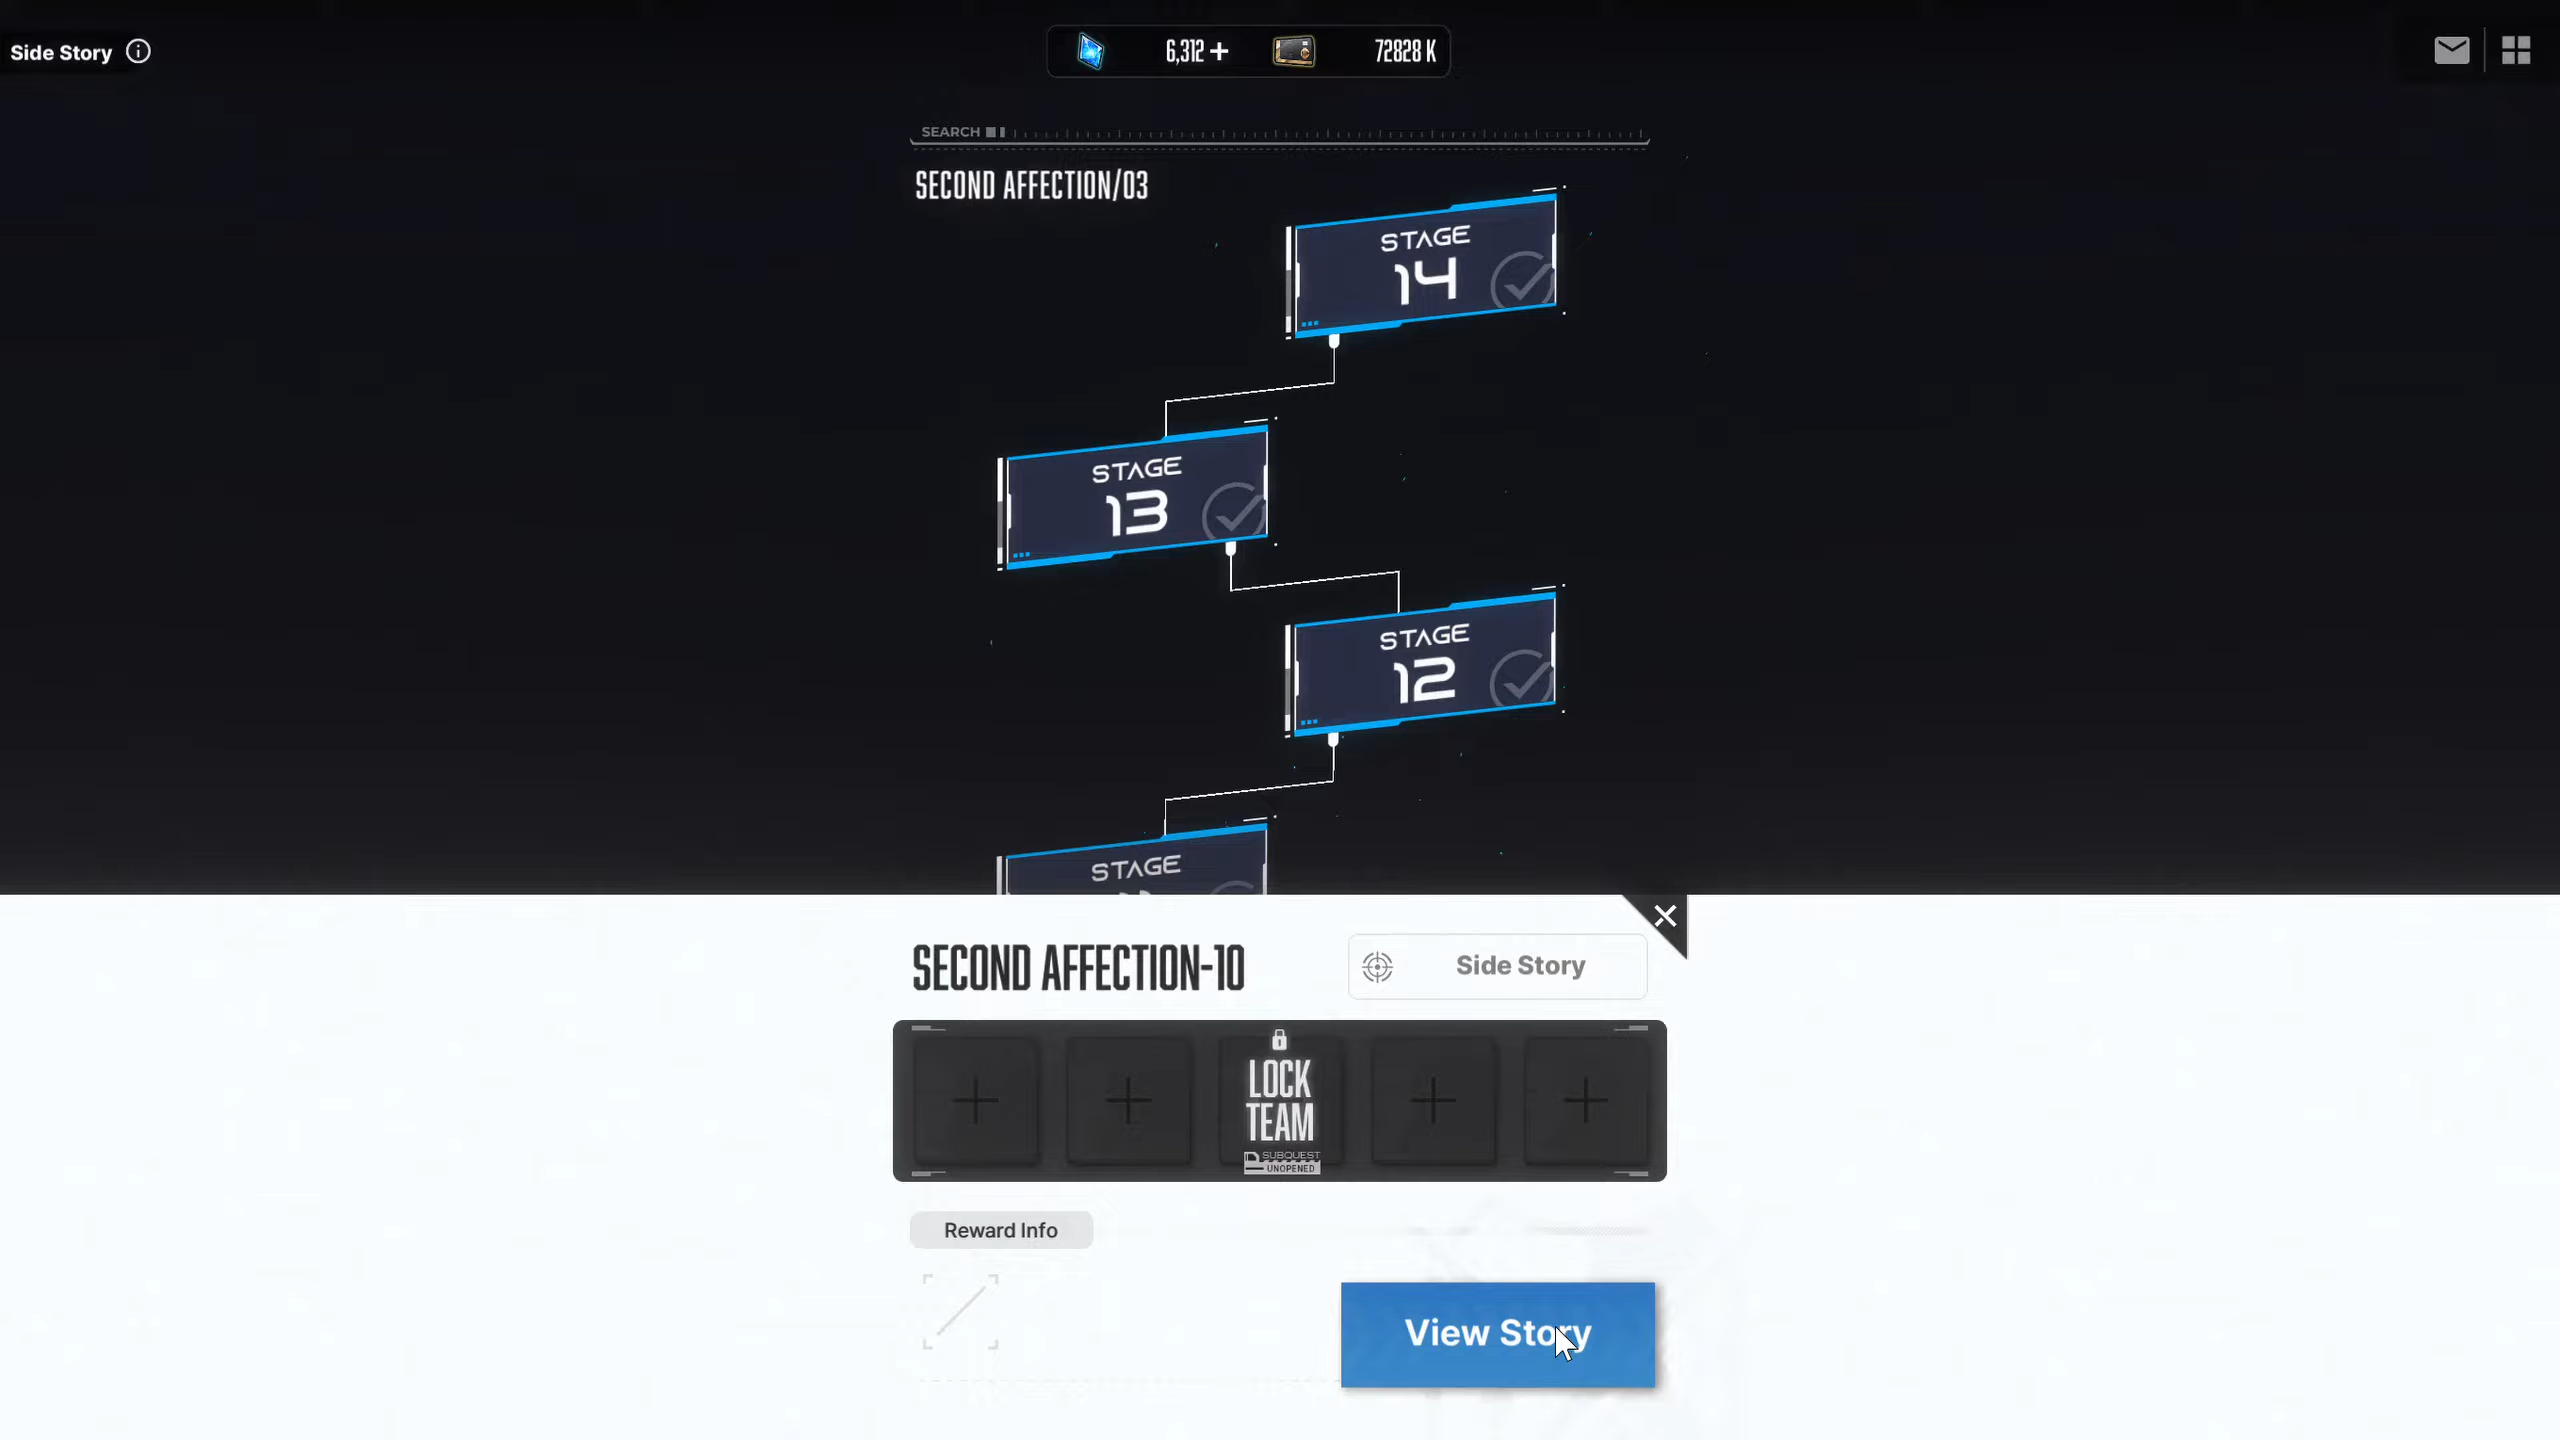 Side Story
6,312 +
72828 K
SEARCH
SECOND AFFECTION/03
STAGE
14
STAGE
13
STAGE
12
STAGE
SECOND AFFECTION-10
Side Story
LOCK
TEAM
SUBQUEST
UNOPENED
Reward Info
View Story